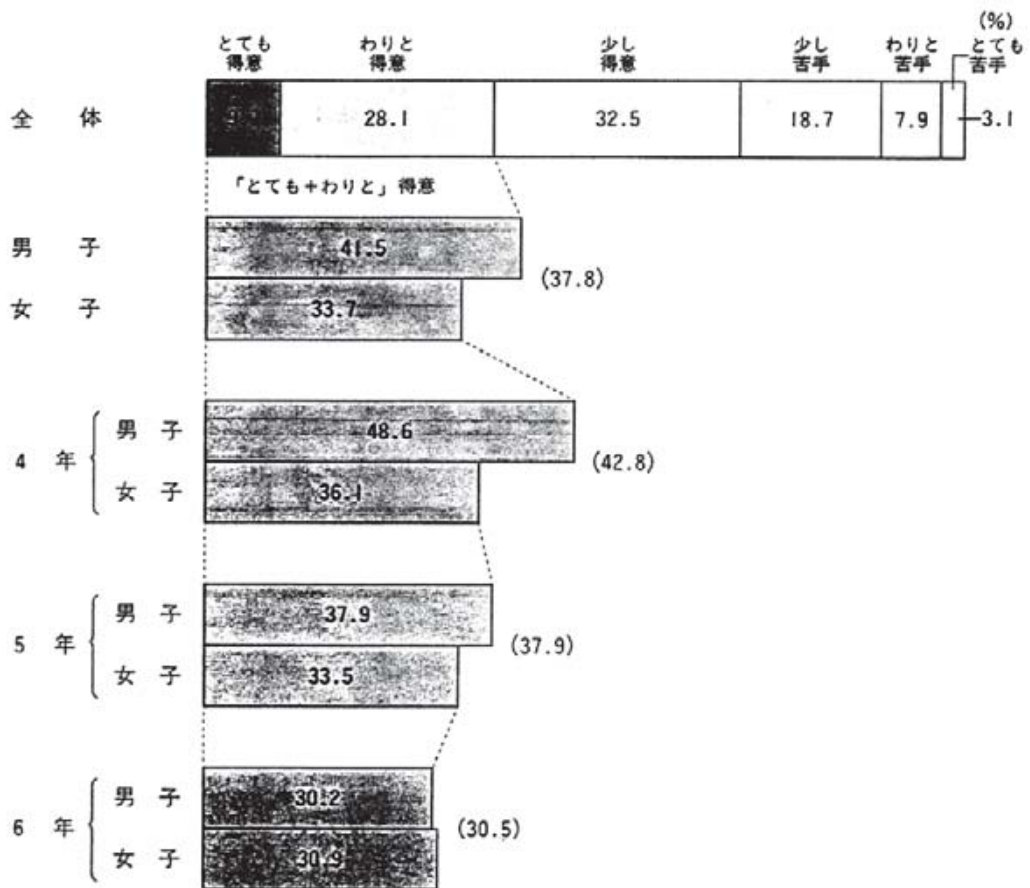 (%)
とても得意 わりと得意 少し得意 少し苦手 わりと苦手 とても苦手
全体 28.1 32.5 18.7 7.9 3.1
「とても+わりと」得意
男子 41.5
(37.8)
女子 33.7
4年
男子 48.6
(42.8)
女子 36.1
5年
男子 37.9
(37.9)
女子 33.5
6年
男子 30.2
(30.5)
女子 30.9